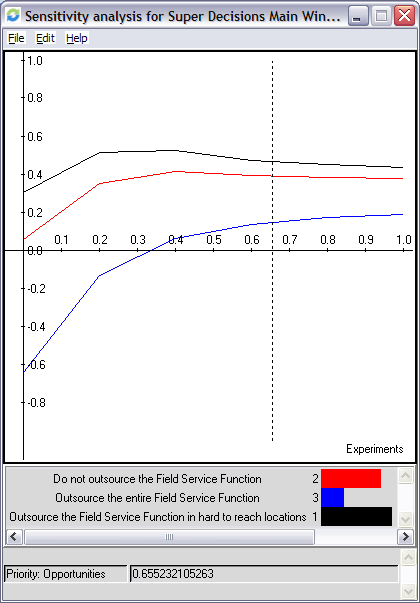 Sensitivity analysis for Super Decisions Main Win...
File Edit Help
1.0
0.8
0.6
0.4
0.2
0.0
0.1 0.2 0.3 0.4 0.5 0.6 0.7 0.8 0.9 1.0
-0.2
-0.4
-0.6
-0.8
Experiments
Do not outsource the Field Service Function 2
Outsource the entire Field Service Function 3
Outsource the Field Service Function in hard to reach locations 1
Priority: Opportunities 0.655232105263